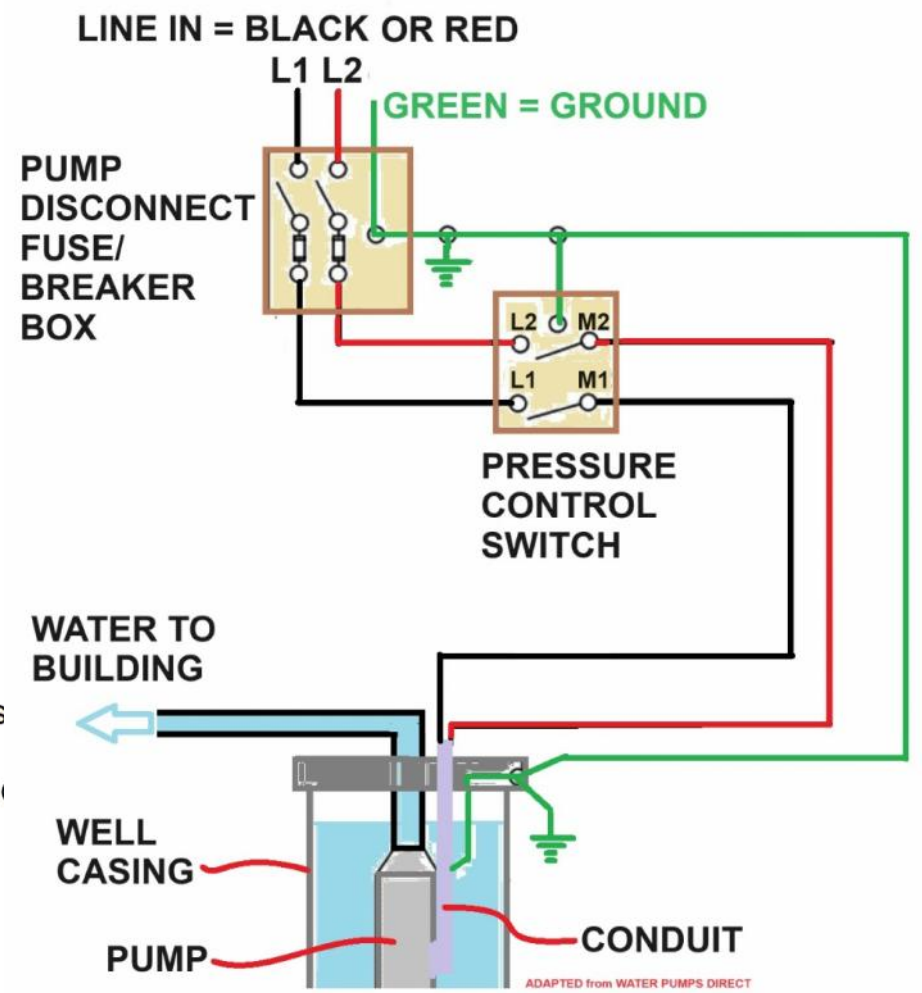 LINE IN = BLACK OR RED
L1 L2
GREEN = GROUND
PUMP
DISCONNECT
FUSE/
BREAKER
BOX
L2 M2
L1 M1
PRESSURE
CONTROL
SWITCH
WATER TO
BUILDING
WELL
CASING
PUMP
CONDUIT
ADAPTED from WATER PUMPS DIRECT